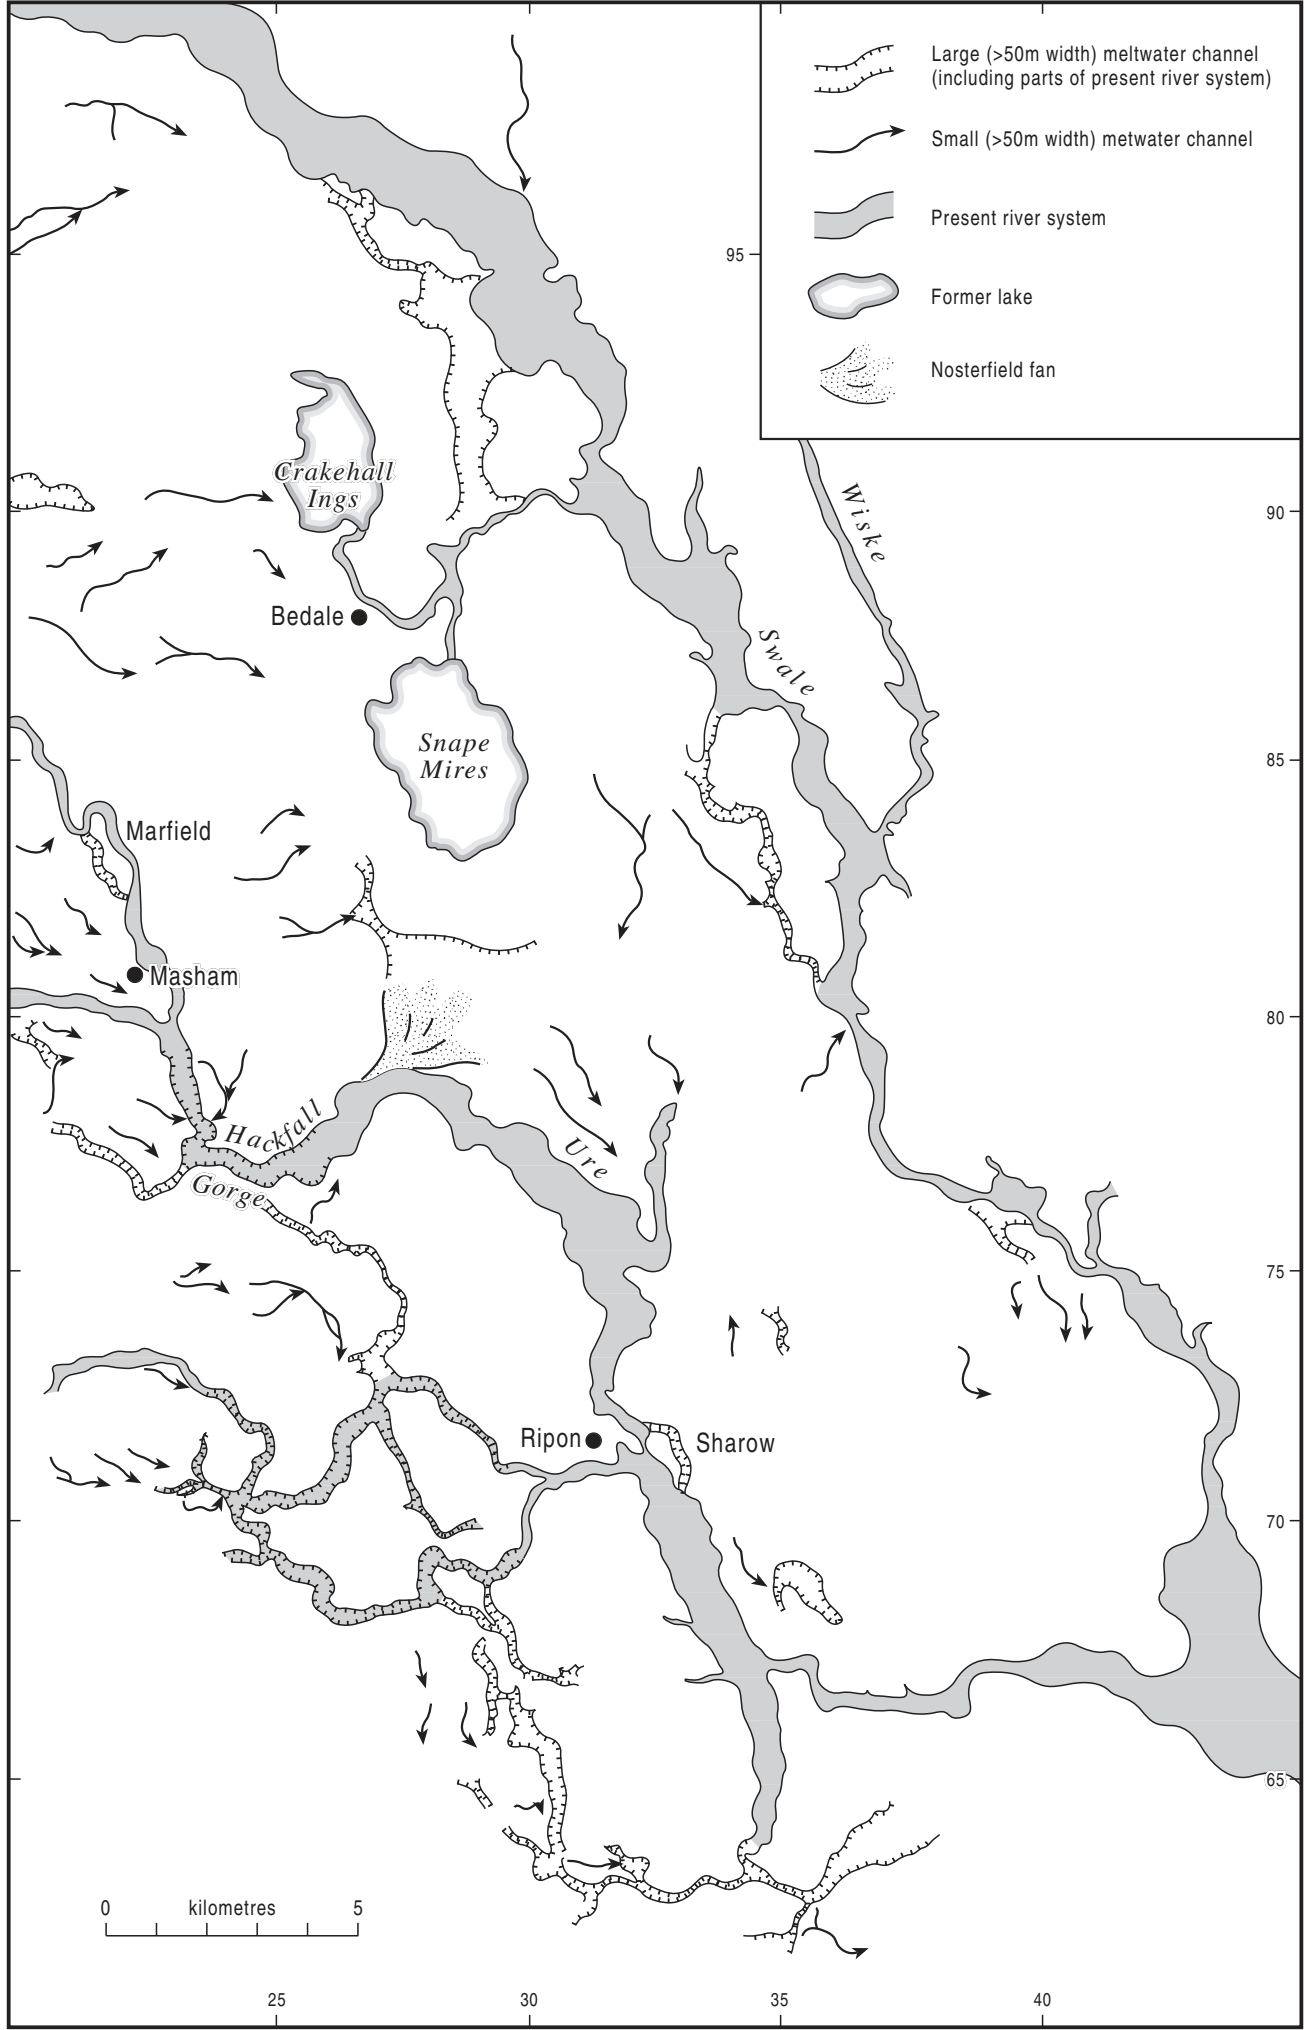 Large (>50m width) meltwater channel
(including parts of present river system)
Small (>50m width) metwater channel
Present river system
95
Former lake
Nosterfield fan
Crakehall
Ings
Wiske
90
Bedale
Swale
Snape
Mires
85
Marfield
Masham
80
Hackfall
Gorge
Ure
75
Ripon
Sharow
70
65
0 kilometres 5
25 30 35 40